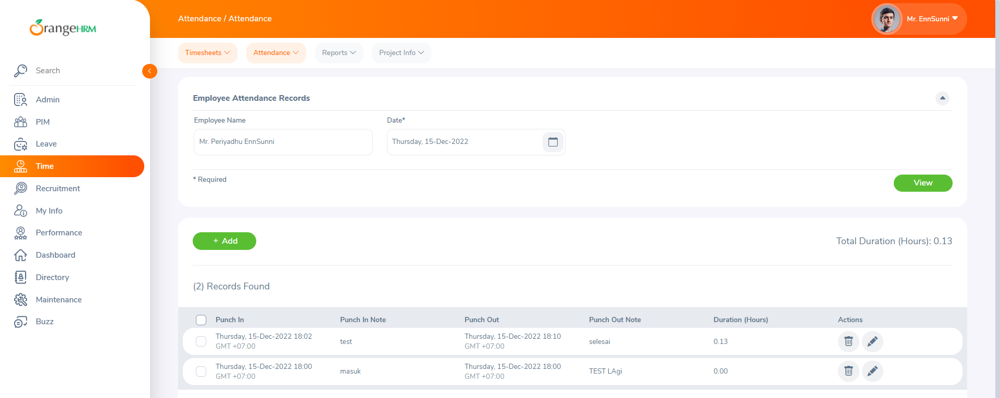 OrangeHRM
Attendance / Attendance
Mr. EnnSunni
Timesheets
Attendance
Reports
Project Info
Search
Admin
PIM
Leave
Time
Recruitment
My Info
Performance
Dashboard
Directory
Maintenance
Buzz
Employee Attendance Records
Employee Name
Date*
Mr. Periyadhu EnnSunni
Thursday, 15-Dec-2022
* Required
View
+ Add
Total Duration (Hours): 0.13
(2) Records Found
Punch In Punch In Note Punch Out Punch Out Note Duration (Hours) Actions
Thursday, 15-Dec-2022 18:02 GMT +07:00 test Thursday, 15-Dec-2022 18:10 GMT +07:00 selesai 0.13
Thursday, 15-Dec-2022 18:00 GMT +07:00 masuk Thursday, 15-Dec-2022 18:00 GMT +07:00 TEST LAgi 0.00